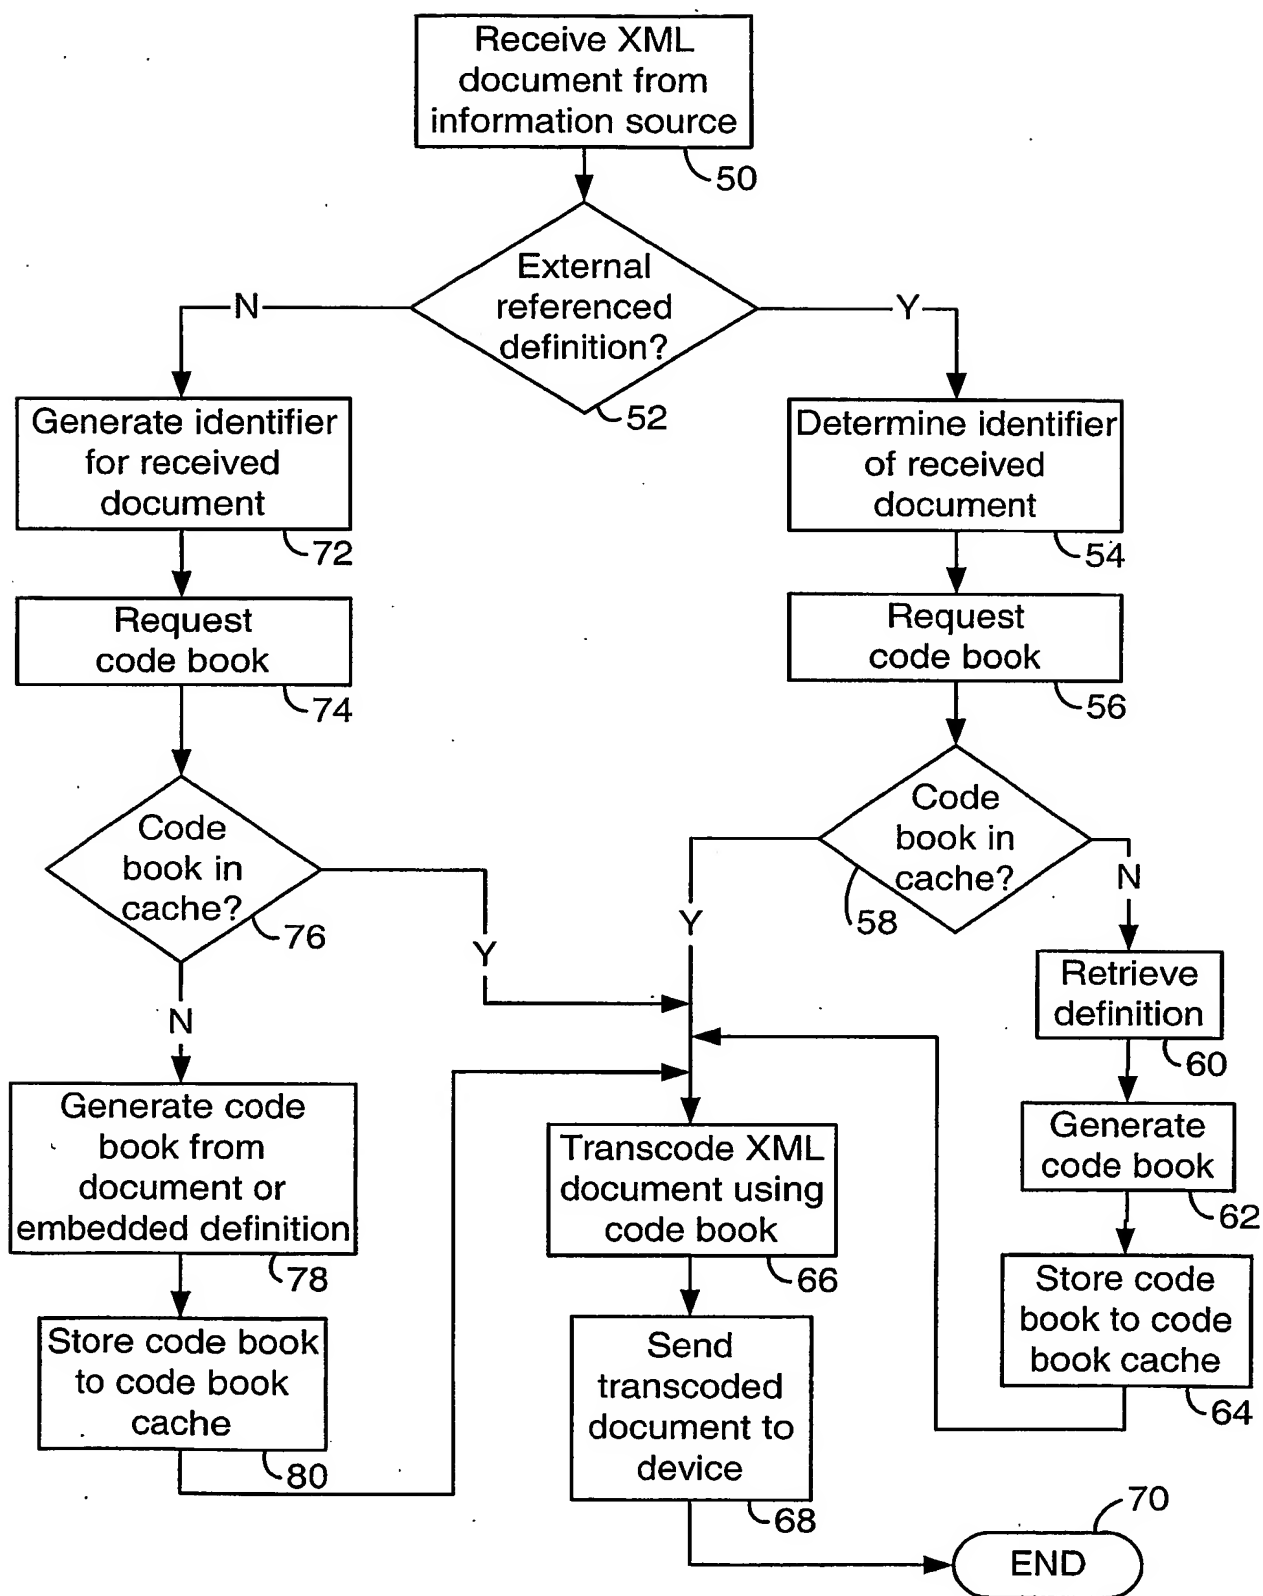 Receive XML
document from
information source
50
External
referenced
definition?
52
N
Y
Generate identifier
for received
document
72
Determine identifier
of received
document
54
Request
code book
74
Request
code book
56
Code
book in
cache?
76
Code
book in
cache?
58
Y
Y
N
N
Retrieve
definition
60
Generate code
book from
document or
embedded definition
78
Transcode XML
document using
code book
66
Generate
code book
62
Store code book
to code book
cache
80
Send
transcoded
document to
device
68
Store code
book to code
book cache
64
70
END